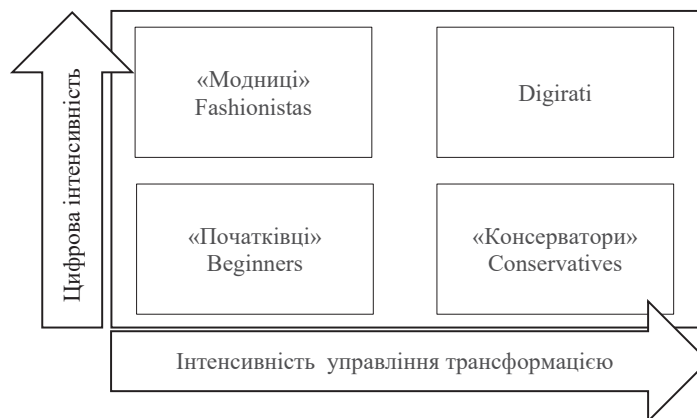 Цифрова інтенсивність
«Модниці»
Fashionistas
Digirati
«Початківці»
Beginners
«Консерватори»
Conservatives
Інтенсивність управління трансформацією